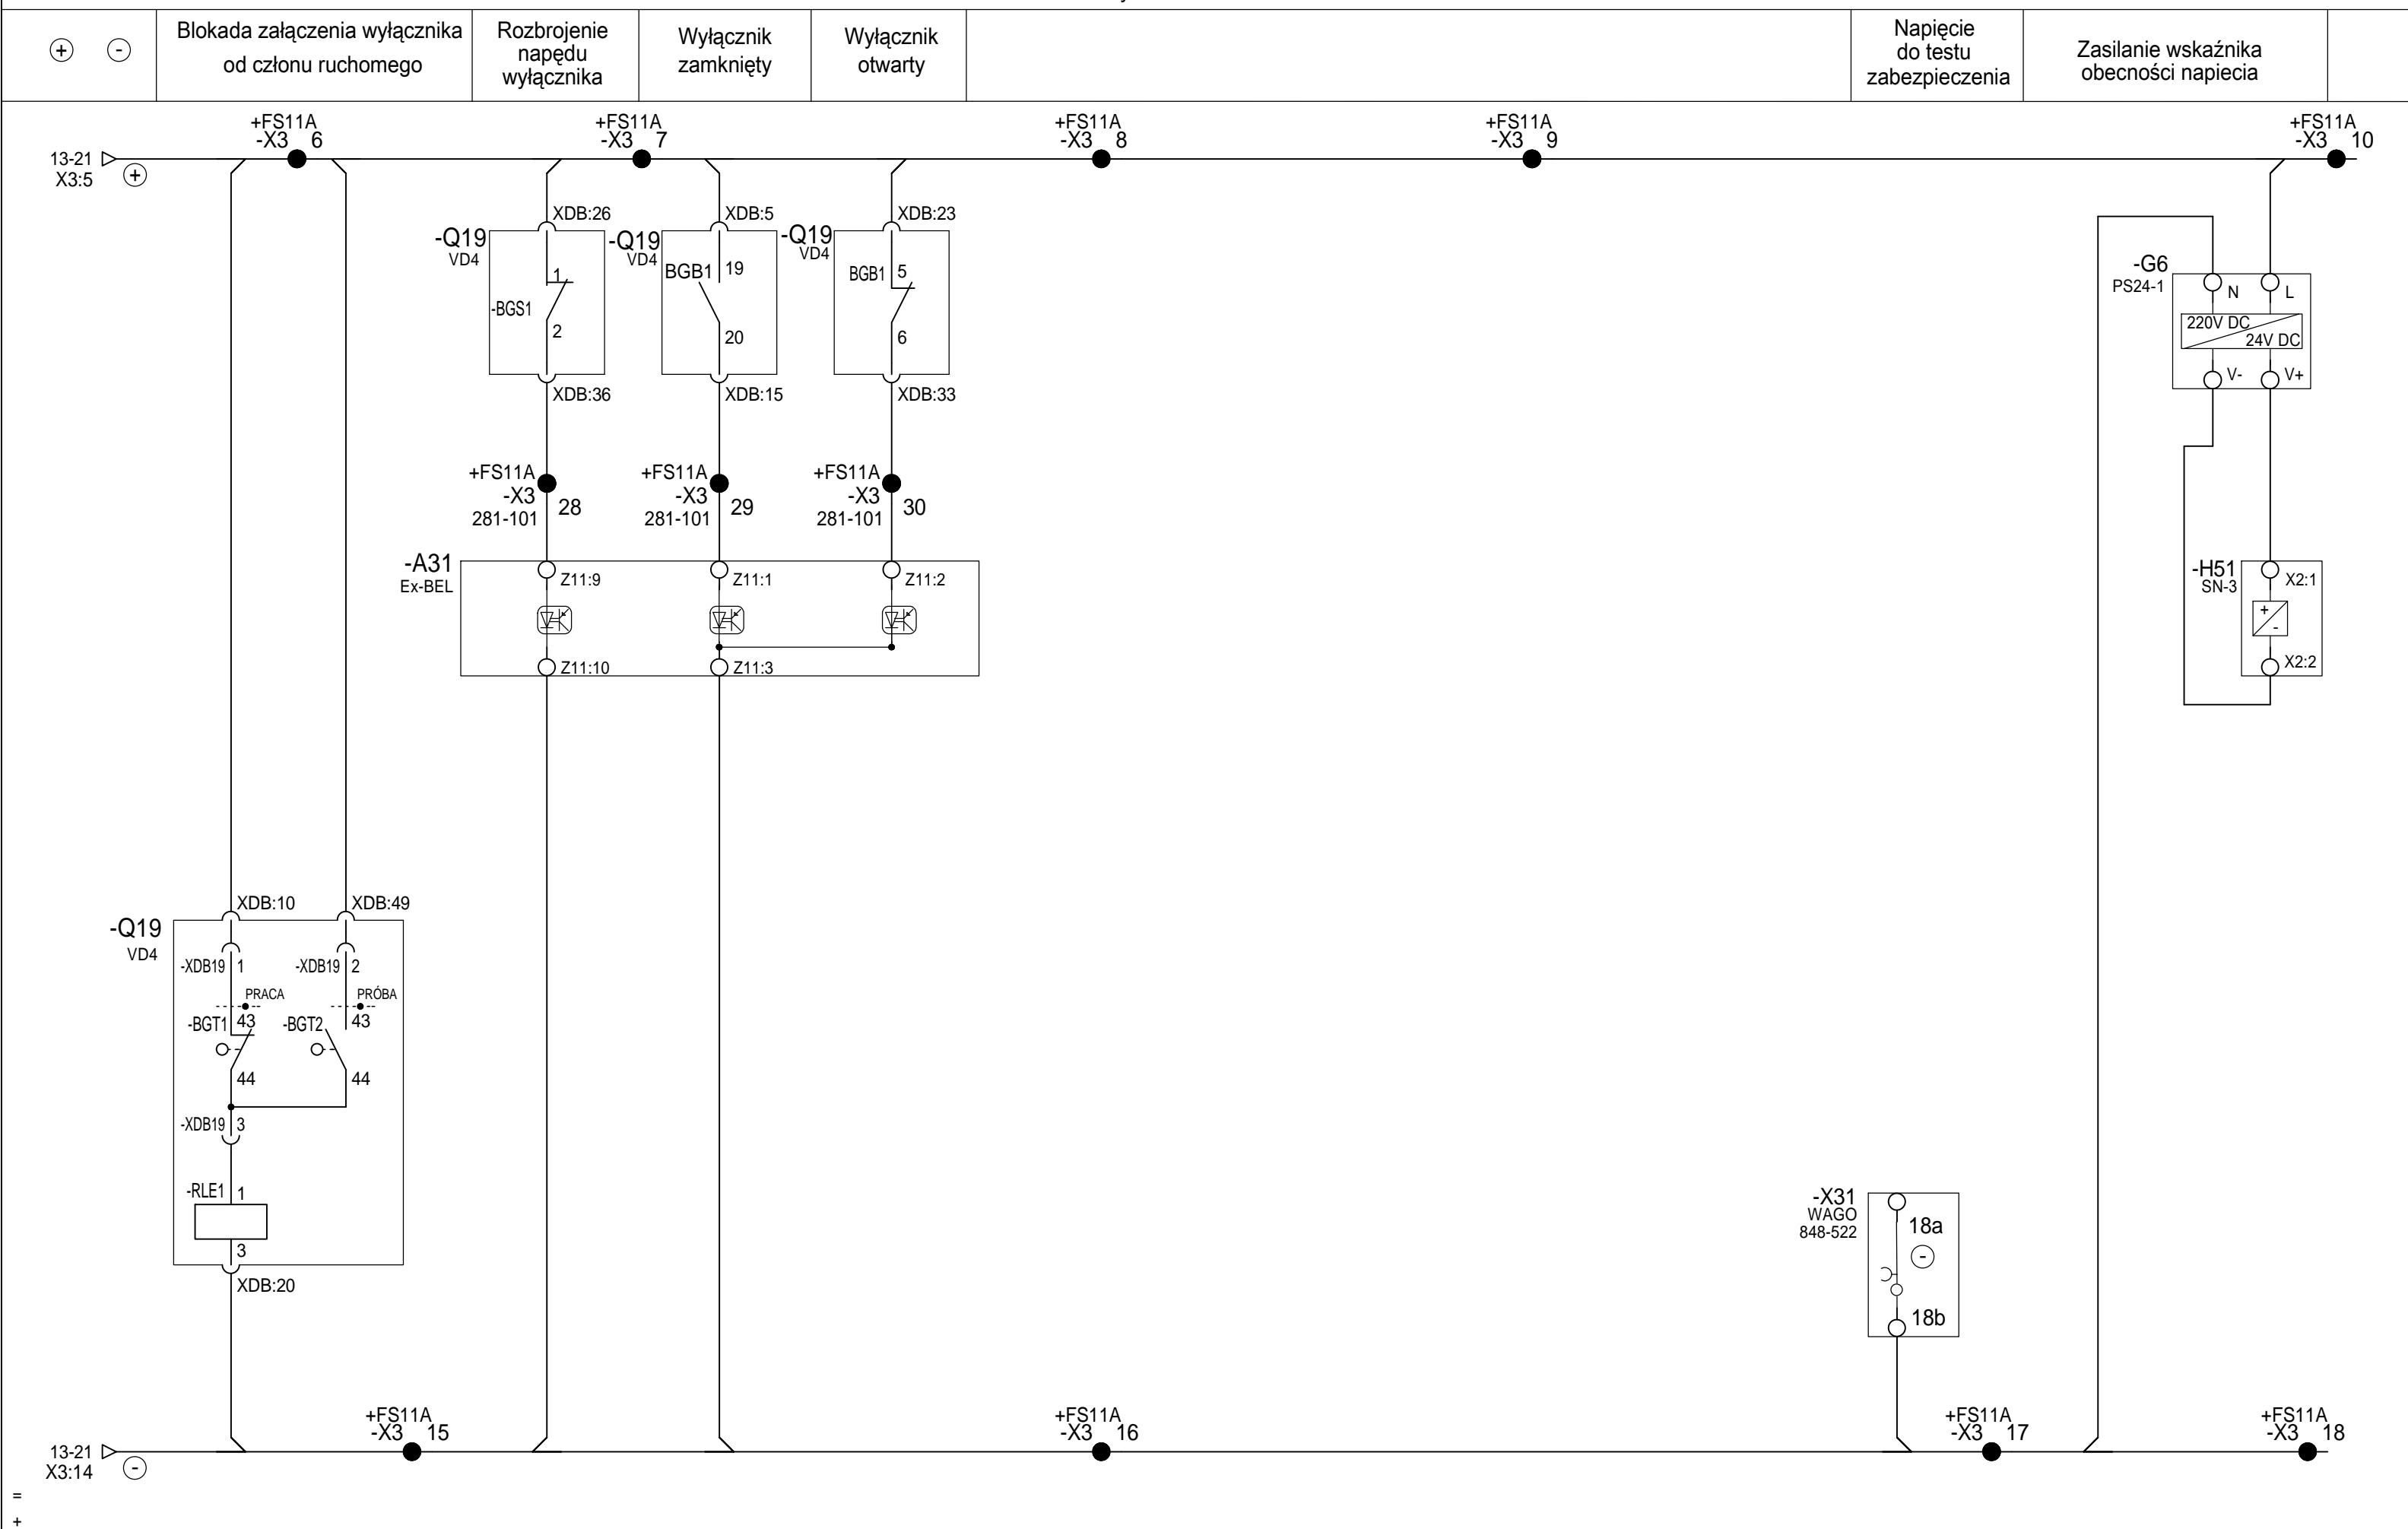 + -
Blokada załączenia wyłącznika
od członu ruchomego
Rozbrojenie
napędu
wyłącznika
Wyłącznik
zamknięty
Wyłącznik
otwarty
Napięcie
do testu
zabezpieczenia
Zasilanie wskaźnika
obecności napiecia
+FS11A
-X3 6
+FS11A
-X3 7
+FS11A
-X3 8
+FS11A
-X3 9
+FS11A
-X3 10
13-21
X3:5
+
XDB:26
-Q19
VD4
1
-BGS1
2
XDB:36
XDB:5
-Q19
VD4
BGB1 19
20
XDB:15
XDB:23
-Q19
VD4
BGB1 5
6
XDB:33
-G6
PS24-1
N L
220V DC
24V DC
V- V+
+FS11A
-X3
281-101
28
+FS11A
-X3
281-101
29
+FS11A
-X3
281-101
30
-A31
Ex-BEL
Z11:9
Z11:1
Z11:2
Z11:10
Z11:3
-H51
SN-3
X2:1
+
-
X2:2
XDB:10
XDB:49
-Q19
VD4
-XDB19 1
-XDB19 2
PRACA
PRÓBA
-BGT1 43
-BGT2 43
44
44
-XDB19 3
-RLE1 1
3
XDB:20
-X31
WAGO
848-522
18a
-
18b
+FS11A
-X3 15
+FS11A
-X3 16
+FS11A
-X3 17
+FS11A
-X3 18
13-21
X3:14
-
=
+